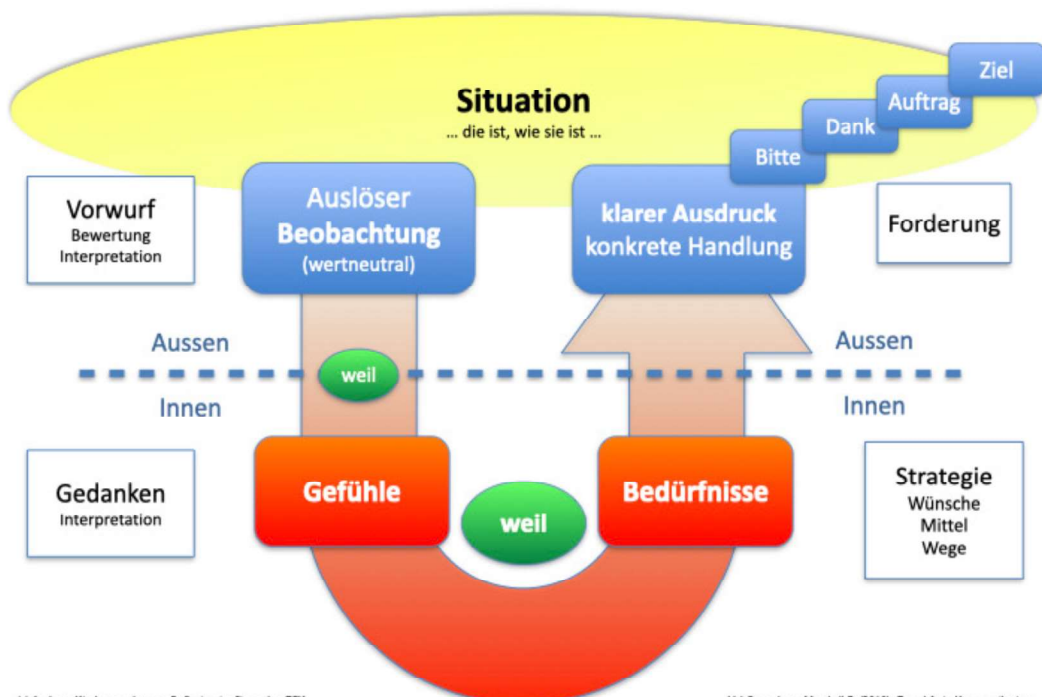 Situation
... die ist, wie sie ist ...
Ziel
Auftrag
Dank
Bitte
Vorwurf
Bewertung
Interpretation
Auslöser
Beobachtung
(wertneutral)
klarer Ausdruck
konkrete Handlung
Forderung
Aussen
Aussen
weil
Innen
Innen
Gedanken
Interpretation
Gefühle
weil
Bedürfnisse
Strategie
Wünsche
Mittel
Wege